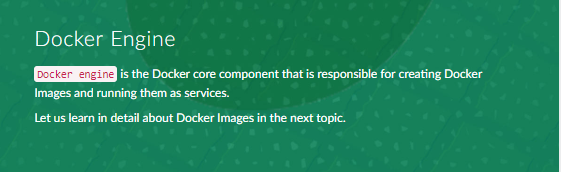 Docker Engine
Docker engine is the Docker core component that is responsible for creating Docker
Images and running them as services.
Let us learn in detail about Docker Images in the next topic.